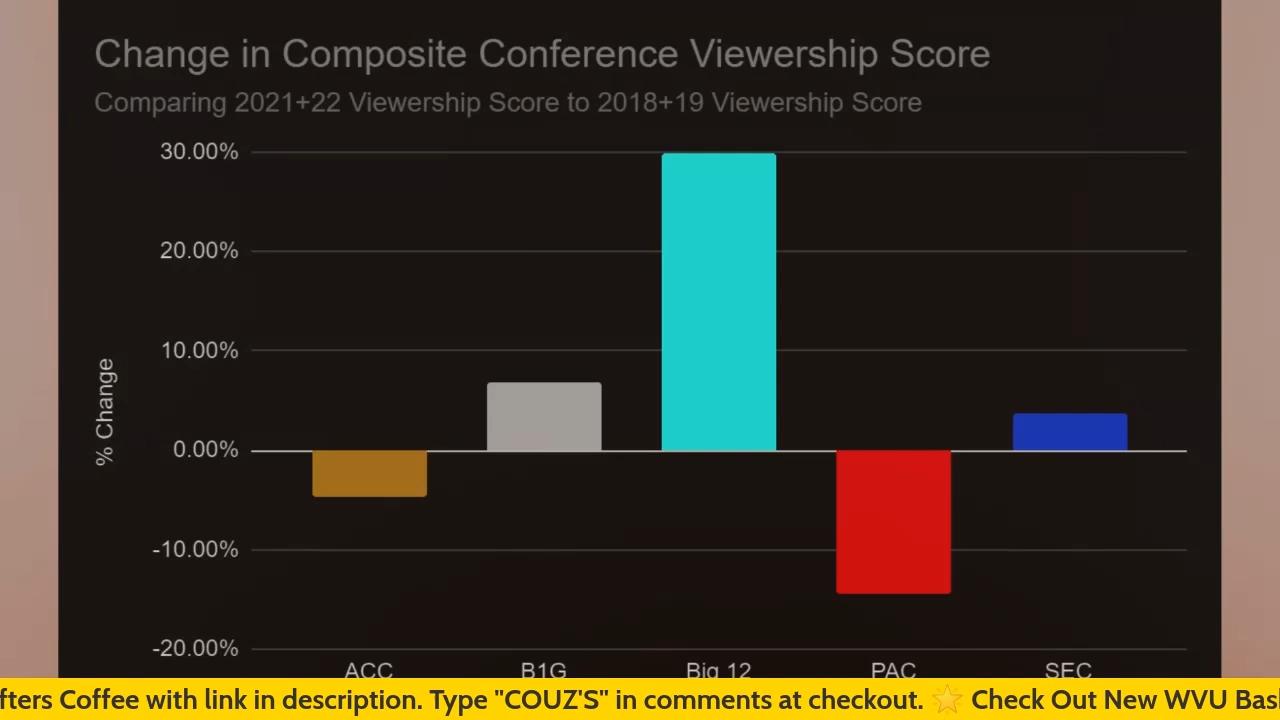 Change in Composite Conference Viewership Score
Comparing 2021+22 Viewership Score to 2018+19 Viewership Score
30.00%
20.00%
10.00%
0.00%
-10.00%
-20.00%
% Change
ACC B1G Big 12 PAC SEC
fters Coffee with link in description. Type "COUZ'S" in comments at checkout. 🌟 Check Out New WVU Bas